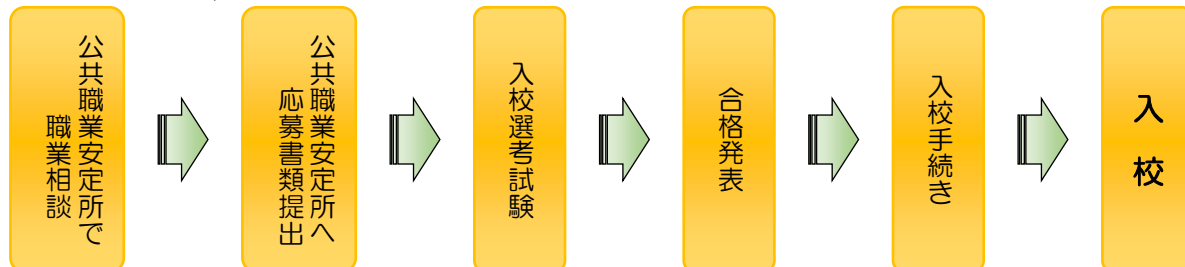 公共職業安定所で
職業相談
公共職業安定所へ
応募書類提出
入校選考試験
合格発表
入校手続き
入校